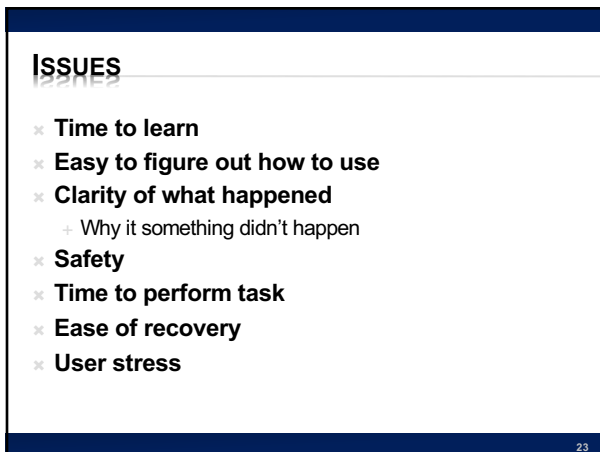 ISSUES
Time to learn
Easy to figure out how to use
Clarity of what happened
Why it something didn't happen
Safety
Time to perform task
Ease of recovery
User stress
23